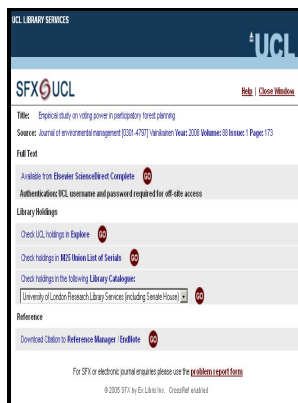 UCL LIBRARY SERVICES
UCL
SFX UCL
Help | Close Window
Title: Empirical study on voting power in participatory forest planning
Source: Journal of environmental management [0301-4797] Vainikainen Year: 2008 Volume: 88 Issue: 1 Page: 173
Full Text
Available from Elsevier ScienceDirect Complete GO
Authentication: UCL username and password required for off-site access
Library Holdings
Check UCL holdings in Explore GO
Check holdings in M25 Union List of Serials GO
Check holdings in the following Library Catalogue:
University of London Research Library Services (including Senate House) GO
Reference
Download Citation to Reference Manager / EndNote GO
For SFX or electronic journal enquiries please use the problem report form
© 2005 SFX by Ex Libris Inc. CrossRef enabled